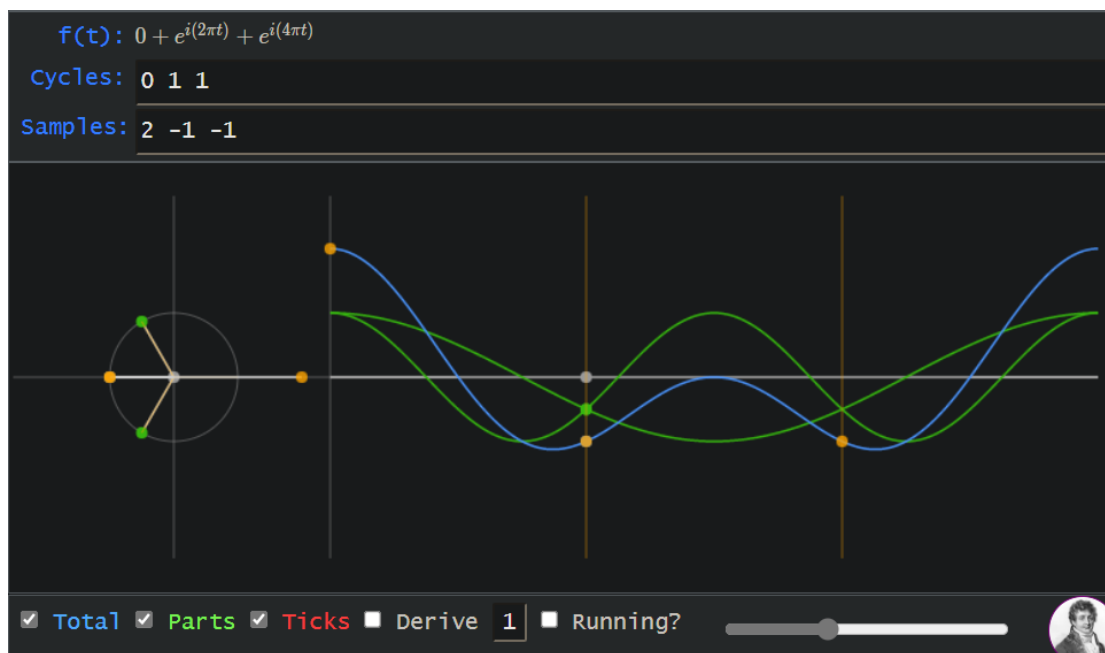 f(t): 0 + e^{i(2πt)} + e^{i(4πt)}
Cycles: 0 1 1
Samples: 2 -1 -1
Total Parts Ticks Derive 1 Running?